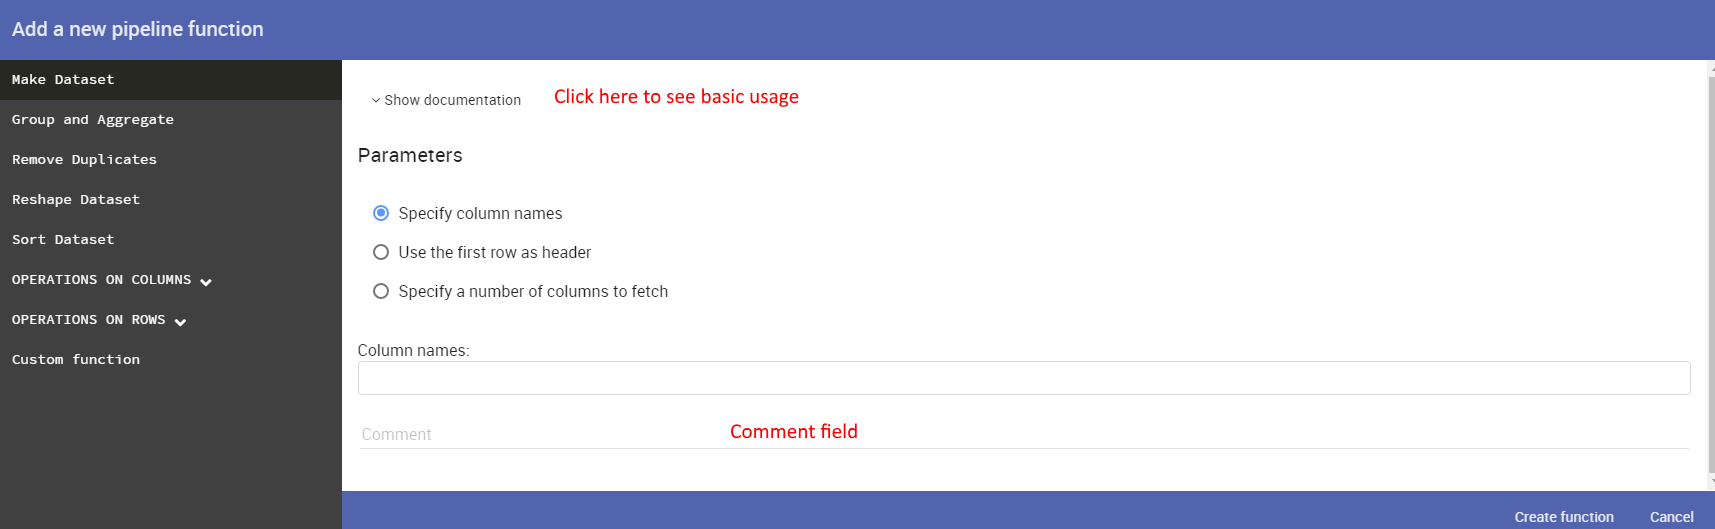 Add a new pipeline function
Make Dataset
Group and Aggregate
Remove Duplicates
Reshape Dataset
Sort Dataset
OPERATIONS ON COLUMNS
OPERATIONS ON ROWS
Custom function
Show documentation Click here to see basic usage
Parameters
Specify column names
Use the first row as header
Specify a number of columns to fetch
Column names:
Comment Comment field
Create function Cancel